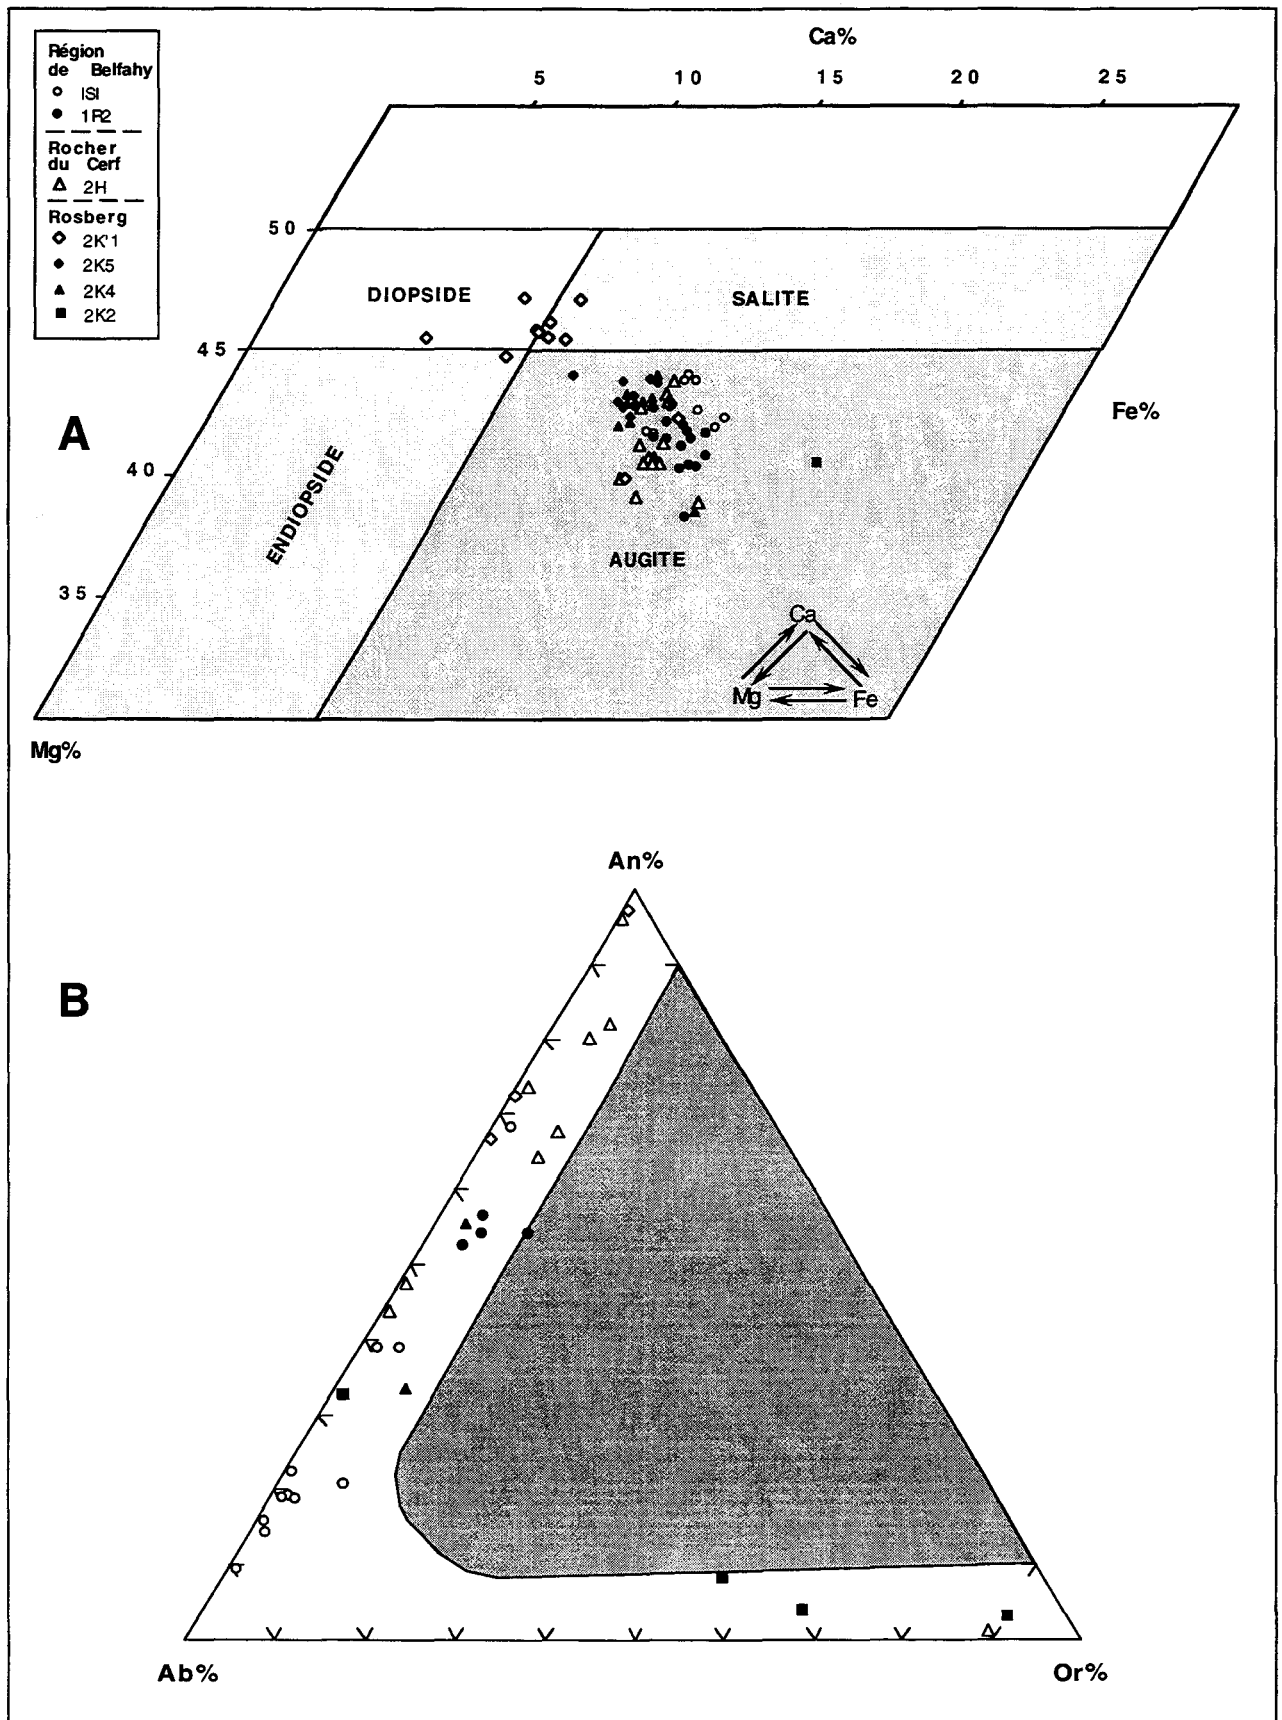 Région
de Belfahy
ISI
1R2
Rocher
du Cerf
2H
Rosberg
2K'1
2K5
2K4
2K2
Ca%
5 10 15 20 25
50
DIOPSIDE SALITE
45
A
Fe%
40
ENDIOPSIDE
AUGITE
35
Ca
Mg Fe
Mg%
An%
B
Ab% Or%